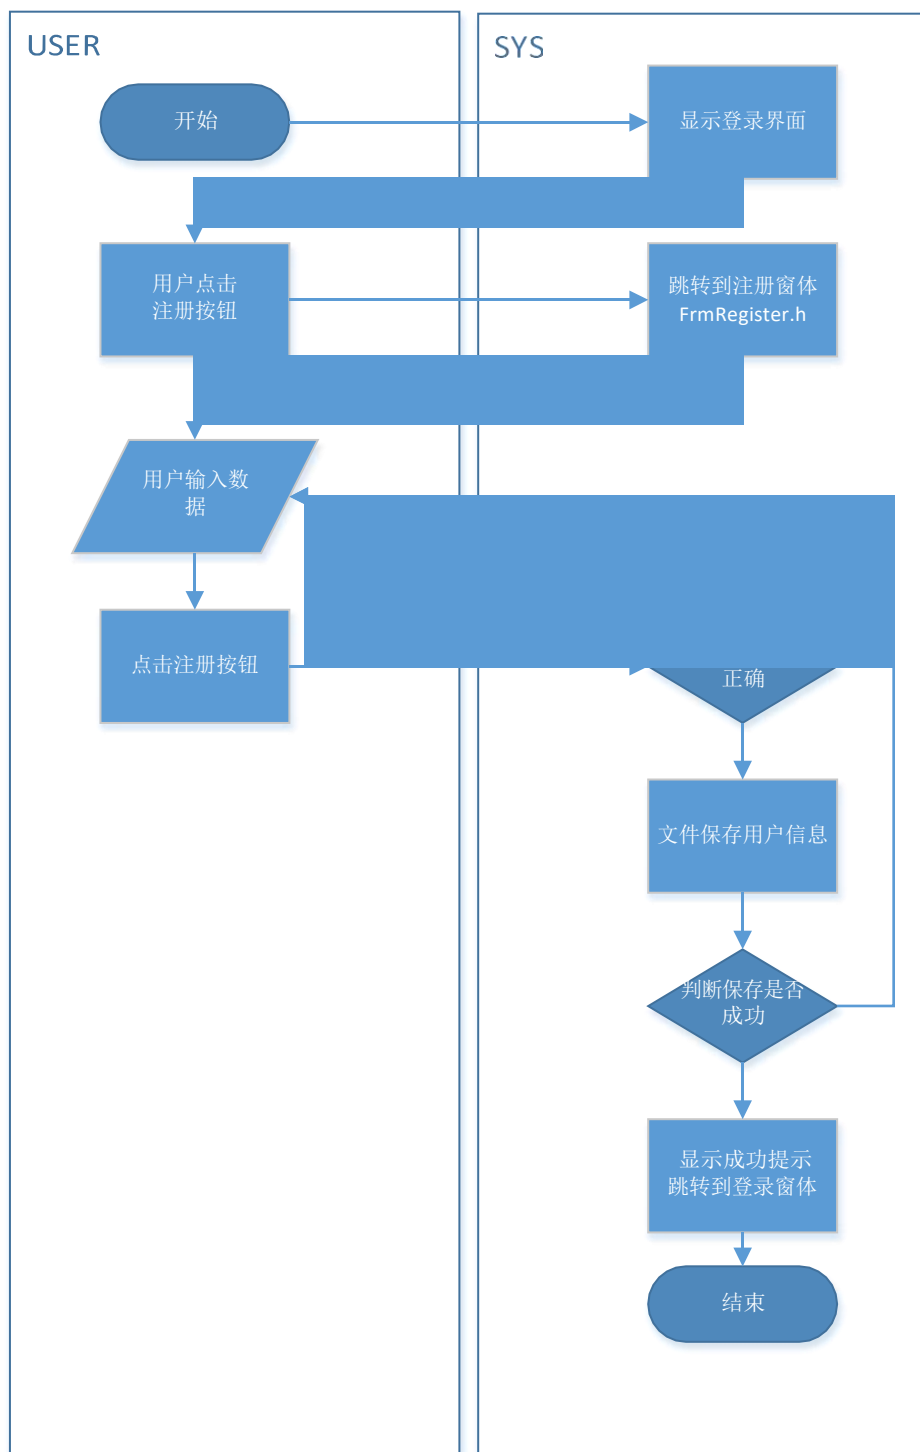 USER
SYS
开始
显示登录界面
用户点击
注册按钮
跳转到注册窗体
FrmRegister.h
用户输入数
据
点击注册按钮
正确
文件保存用户信息
判断保存是否
成功
显示成功提示
跳转到登录窗体
结束